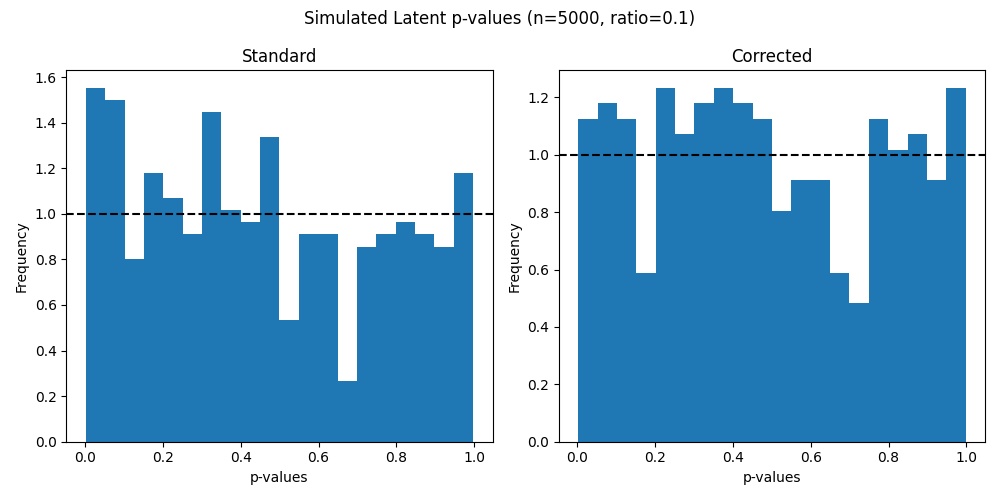 Simulated Latent p-values (n=5000, ratio=0.1)
Standard
Frequency
1.6
1.4
1.2
1.0
0.8
0.6
0.4
0.2
0.0
0.0 0.2 0.4 0.6 0.8 1.0
p-values
Corrected
Frequency
1.2
1.0
0.8
0.6
0.4
0.2
0.0
0.0 0.2 0.4 0.6 0.8 1.0
p-values